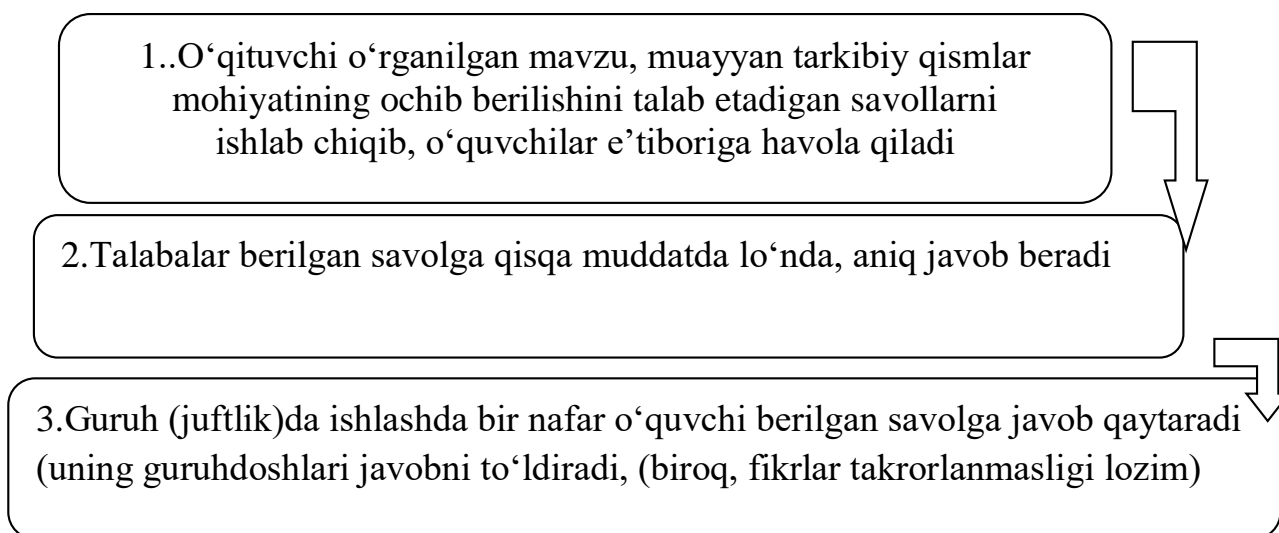 1..O‘qituvchi o‘rganilgan mavzu, muayyan tarkibiy qismlar
mohiyatining ochib berilishini talab etadigan savollarni
ishlab chiqib, o‘quvchilar e’tiboriga havola qiladi
2.Talabalar berilgan savolga qisqa muddatda lo‘nda, aniq javob beradi
3.Guruh (juftlik)da ishlashda bir nafar o‘quvchi berilgan savolga javob qaytaradi
(uning guruhdoshlari javobni to‘ldiradi, (biroq, fikrlar takrorlanmasligi lozim)